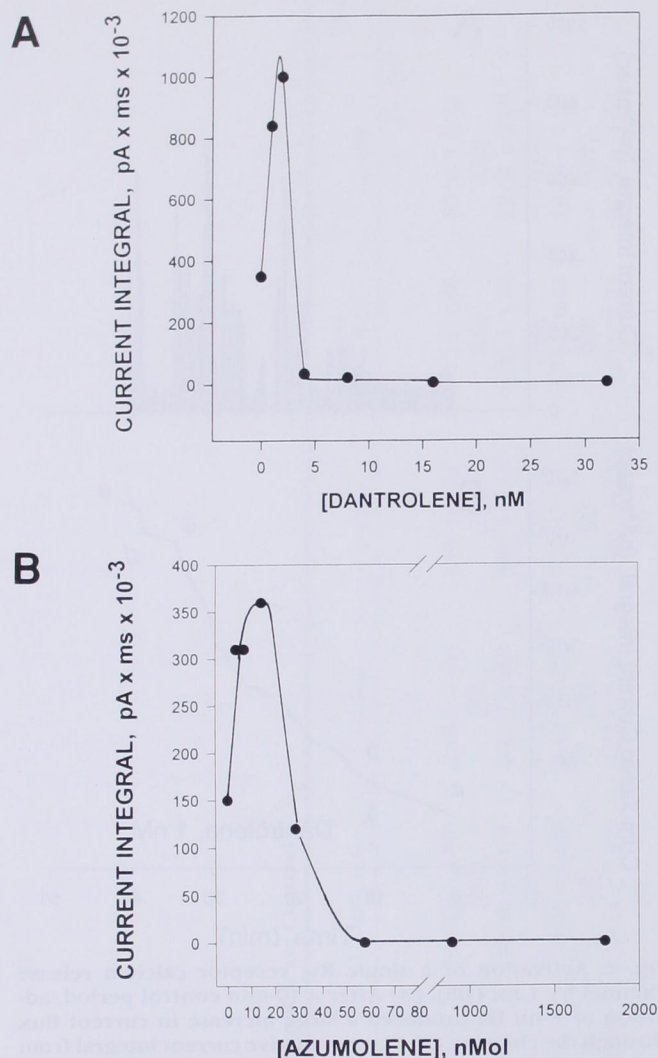 A
CURRENT INTEGRAL, pA x ms x 10-3
1200
1000
800
600
400
200
0
0 5 10 15 20 25 30 35
[DANTROLENE], nM
B
CURRENT INTEGRAL, pA x ms x 10-3
400
350
300
250
200
150
100
50
0
0 10 20 30 40 50 60 70 80 1000 1500 2000
[AZUMOLENE], nMol